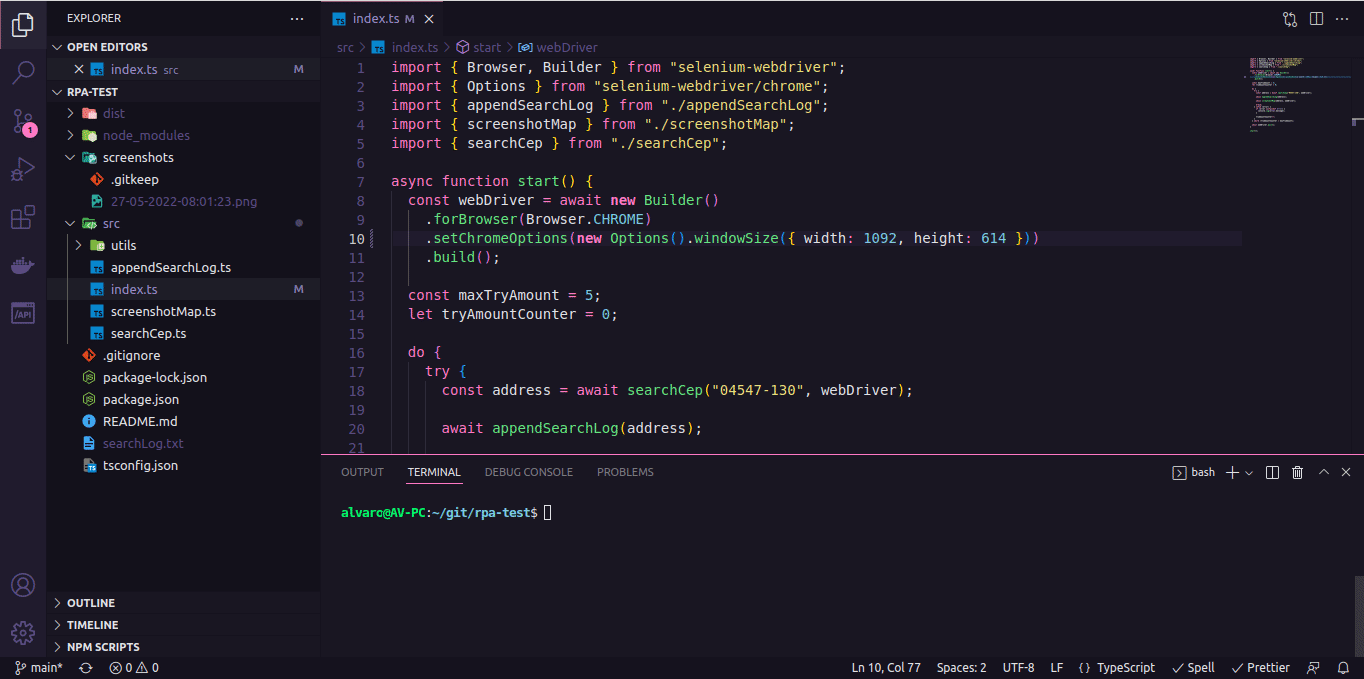 EXPLORER
OPEN EDITORS
index.ts src M
RPA-TEST
dist
node_modules
screenshots
.gitkeep
27-05-2022-08:01:23.png
src
utils
appendSearchLog.ts
index.ts M
screenshotMap.ts
searchCep.ts
.gitignore
package-lock.json
package.json
README.md
searchLog.txt
tsconfig.json
OUTLINE
TIMELINE
NPM SCRIPTS
1
/API
index.ts M
src > index.ts > start > webDriver
1 import { Browser, Builder } from "selenium-webdriver";
2 import { Options } from "selenium-webdriver/chrome";
3 import { appendSearchLog } from "./appendSearchLog";
4 import { screenshotMap } from "./screenshotMap";
5 import { searchCep } from "./searchCep";
6
7 async function start() {
8 const webDriver = await new Builder()
9 .forBrowser(Browser.CHROME)
10 .setChromeOptions(new Options().windowSize({ width: 1092, height: 614 }))
11 .build();
12
13 const maxTryAmount = 5;
14 let tryAmountCounter = 0;
15
16 do {
17 try {
18 const address = await searchCep("04547-130", webDriver);
19
20 await appendSearchLog(address);
21
OUTPUT TERMINAL DEBUG CONSOLE PROBLEMS
bash
alvaro@AV-PC:~/git/rpa-test$
main* 0 0 Ln 10, Col 77 Spaces: 2 UTF-8 LF {} TypeScript Spell Prettier